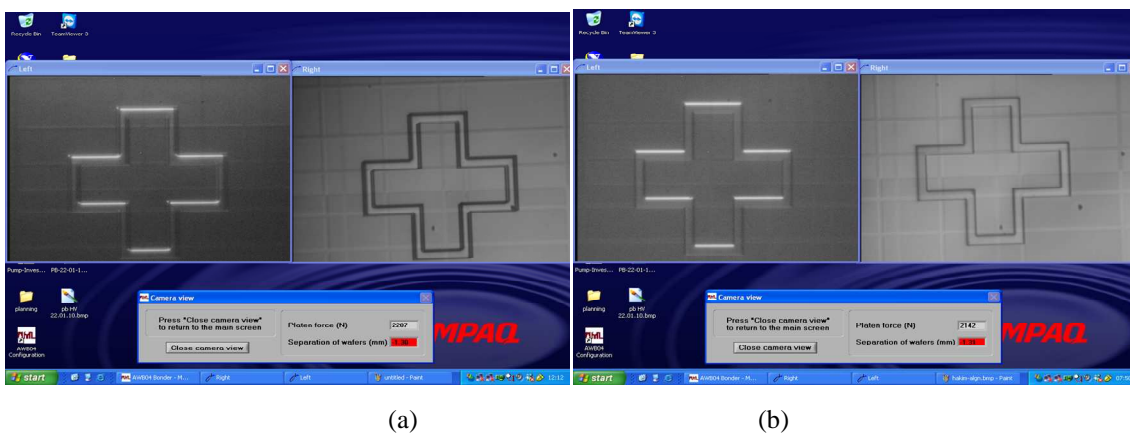 Recycle Bin TeamViewer 3
Left
Right
Pump-Inves... PB-22-01-1...
planning
pb HV
22.01.10.bmp
AWB04
Configuration
Camera view
Press "Close camera view"
to return to the main screen
Close camera view
Platen force (N) 2207
Separation of wafers (mm)
MPAQ
start
AWB04 Bonder - M...
Right
Left
untitled - Paint
12:12
(a)
Recycle Bin TeamViewer 3
Left
Right
Pump-Inves... PB-22-01-1...
planning
pb HV
22.01.10.bmp
AWB04
Configuration
Camera view
Press "Close camera view"
to return to the main screen
Close camera view
Platen force (N) 2142
Separation of wafers (mm)
MPAQ
start
AWB04 Bonder - M...
Right
Left
hakim-align.bmp - Paint
(b)